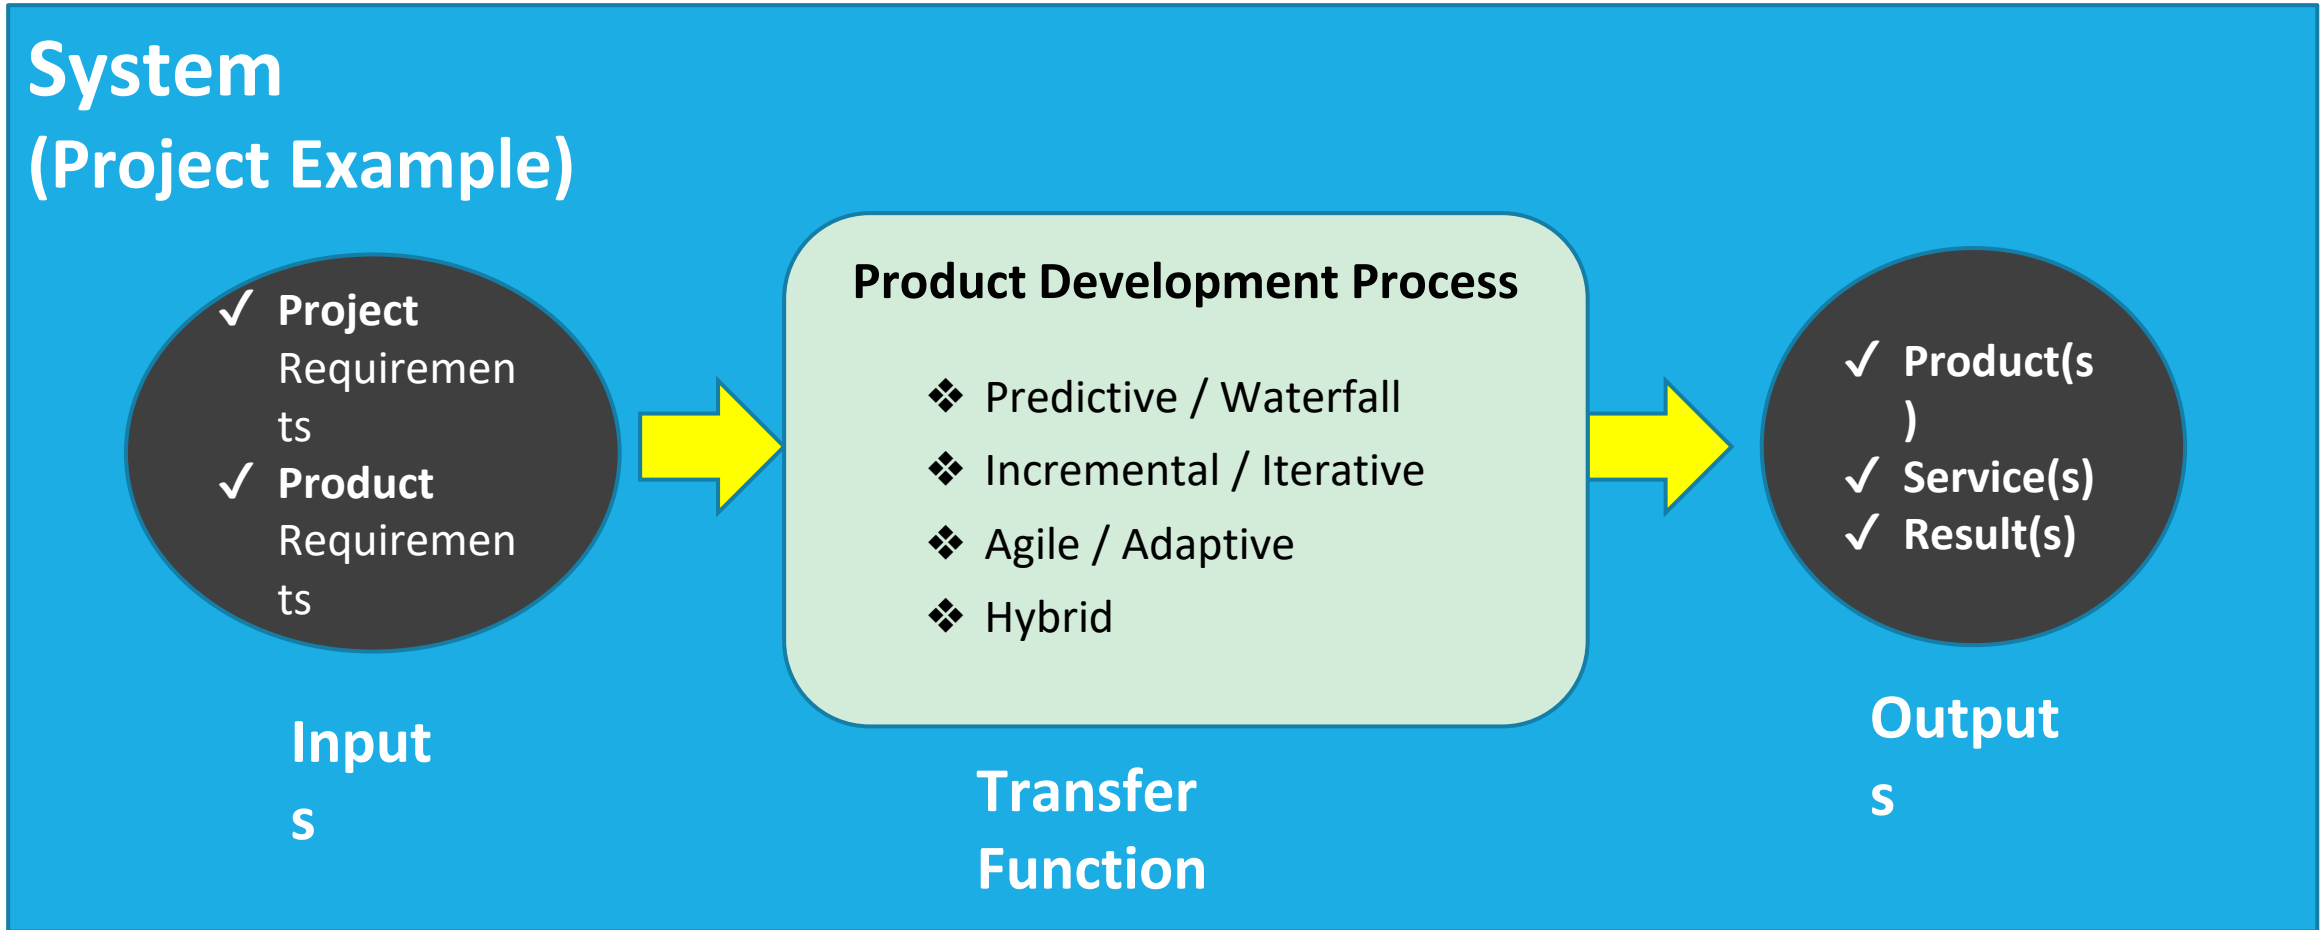 System
(Project Example)
✓ Project
Requiremen
ts
✓ Product
Requiremen
ts
Input
s
Product Development Process
❖ Predictive / Waterfall
❖ Incremental / Iterative
❖ Agile / Adaptive
❖ Hybrid
Transfer
Function
✓ Product(s
)
✓ Service(s)
✓ Result(s)
Output
s